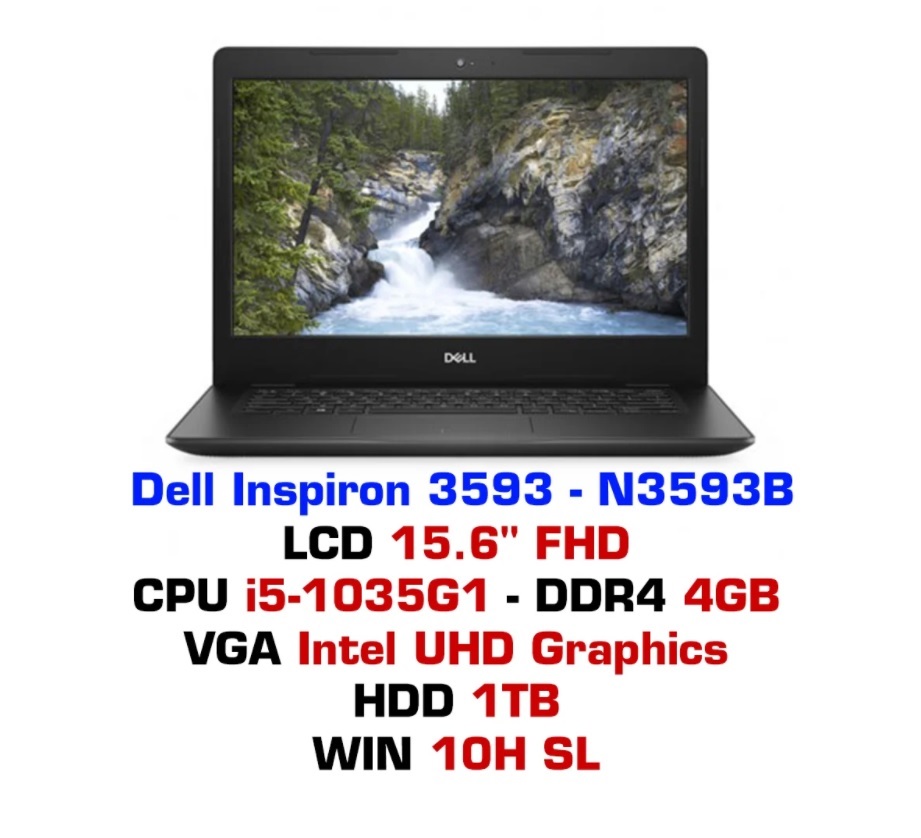 DELL
Dell Inspiron 3593 - N3593B
LCD 15.6" FHD
CPU i5-1035G1 - DDR4 4GB
VGA Intel UHD Graphics
HDD 1TB
WIN 10H SL